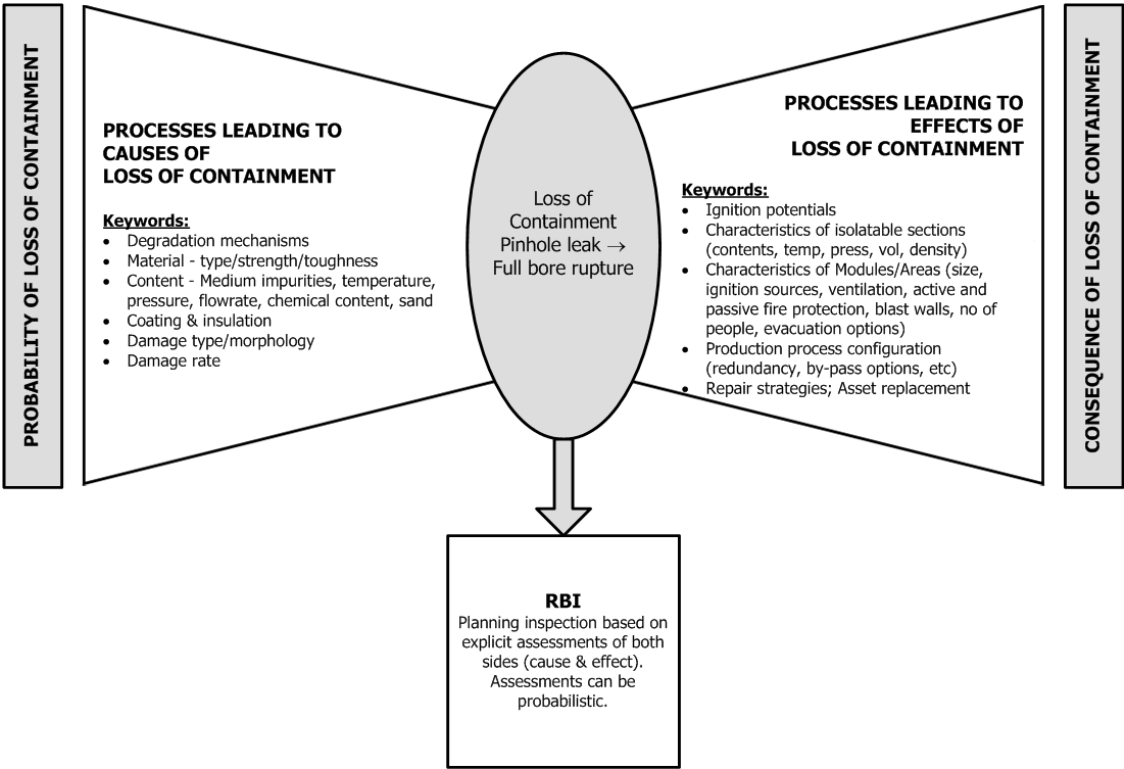 PROBABILITY OF LOSS OF CONTAINMENT
PROCESSES LEADING TO
CAUSES OF
LOSS OF CONTAINMENT
Keywords:
• Degradation mechanisms
• Material - type/strength/toughness
• Content - Medium impurities, temperature,
pressure, flowrate, chemical content, sand
• Coating & insulation
• Damage type/morphology
• Damage rate
Loss of
Containment
Pinhole leak →
Full bore rupture
PROCESSES LEADING TO
EFFECTS OF
LOSS OF CONTAINMENT
Keywords:
• Ignition potentials
• Characteristics of isolatable sections
(contents, temp, press, vol, density)
• Characteristics of Modules/Areas (size,
ignition sources, ventilation, active and
passive fire protection, blast walls, no of
people, evacuation options)
• Production process configuration
(redundancy, by-pass options, etc)
• Repair strategies; Asset replacement
CONSEQUENCE OF LOSS OF CONTAINMENT
RBI
Planning inspection based on
explicit assessments of both
sides (cause & effect).
Assessments can be
probabilistic.